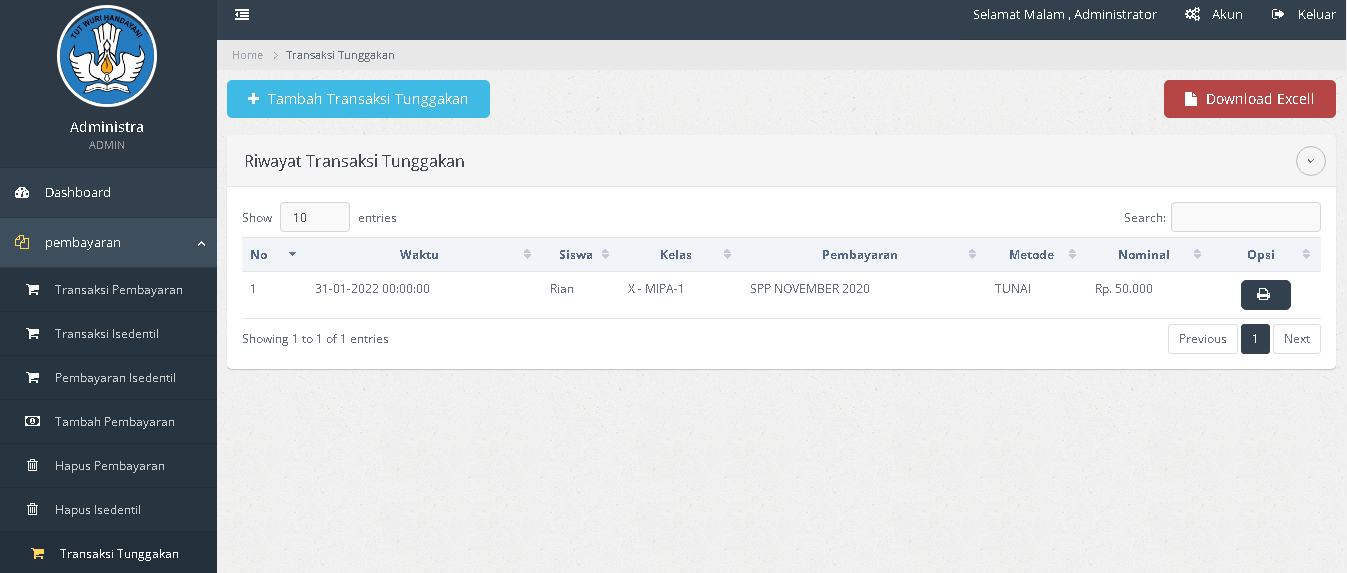 TUT WURI HANDAYANI
Administra
ADMIN
Dashboard
pembayaran
Transaksi Pembayaran
Transaksi Isedentil
Pembayaran Isedentil
Tambah Pembayaran
Hapus Pembayaran
Hapus Isedentil
Transaksi Tunggakan
Selamat Malam , Administrator Akun Keluar
Home > Transaksi Tunggakan
Tambah Transaksi Tunggakan Download Excell
Riwayat Transaksi Tunggakan
Show 10 entries Search:
No Waktu Siswa Kelas Pembayaran Metode Nominal Opsi
1 31-01-2022 00:00:00 Rian X - MIPA-1 SPP NOVEMBER 2020 TUNAI Rp. 50.000
Showing 1 to 1 of 1 entries Previous 1 Next